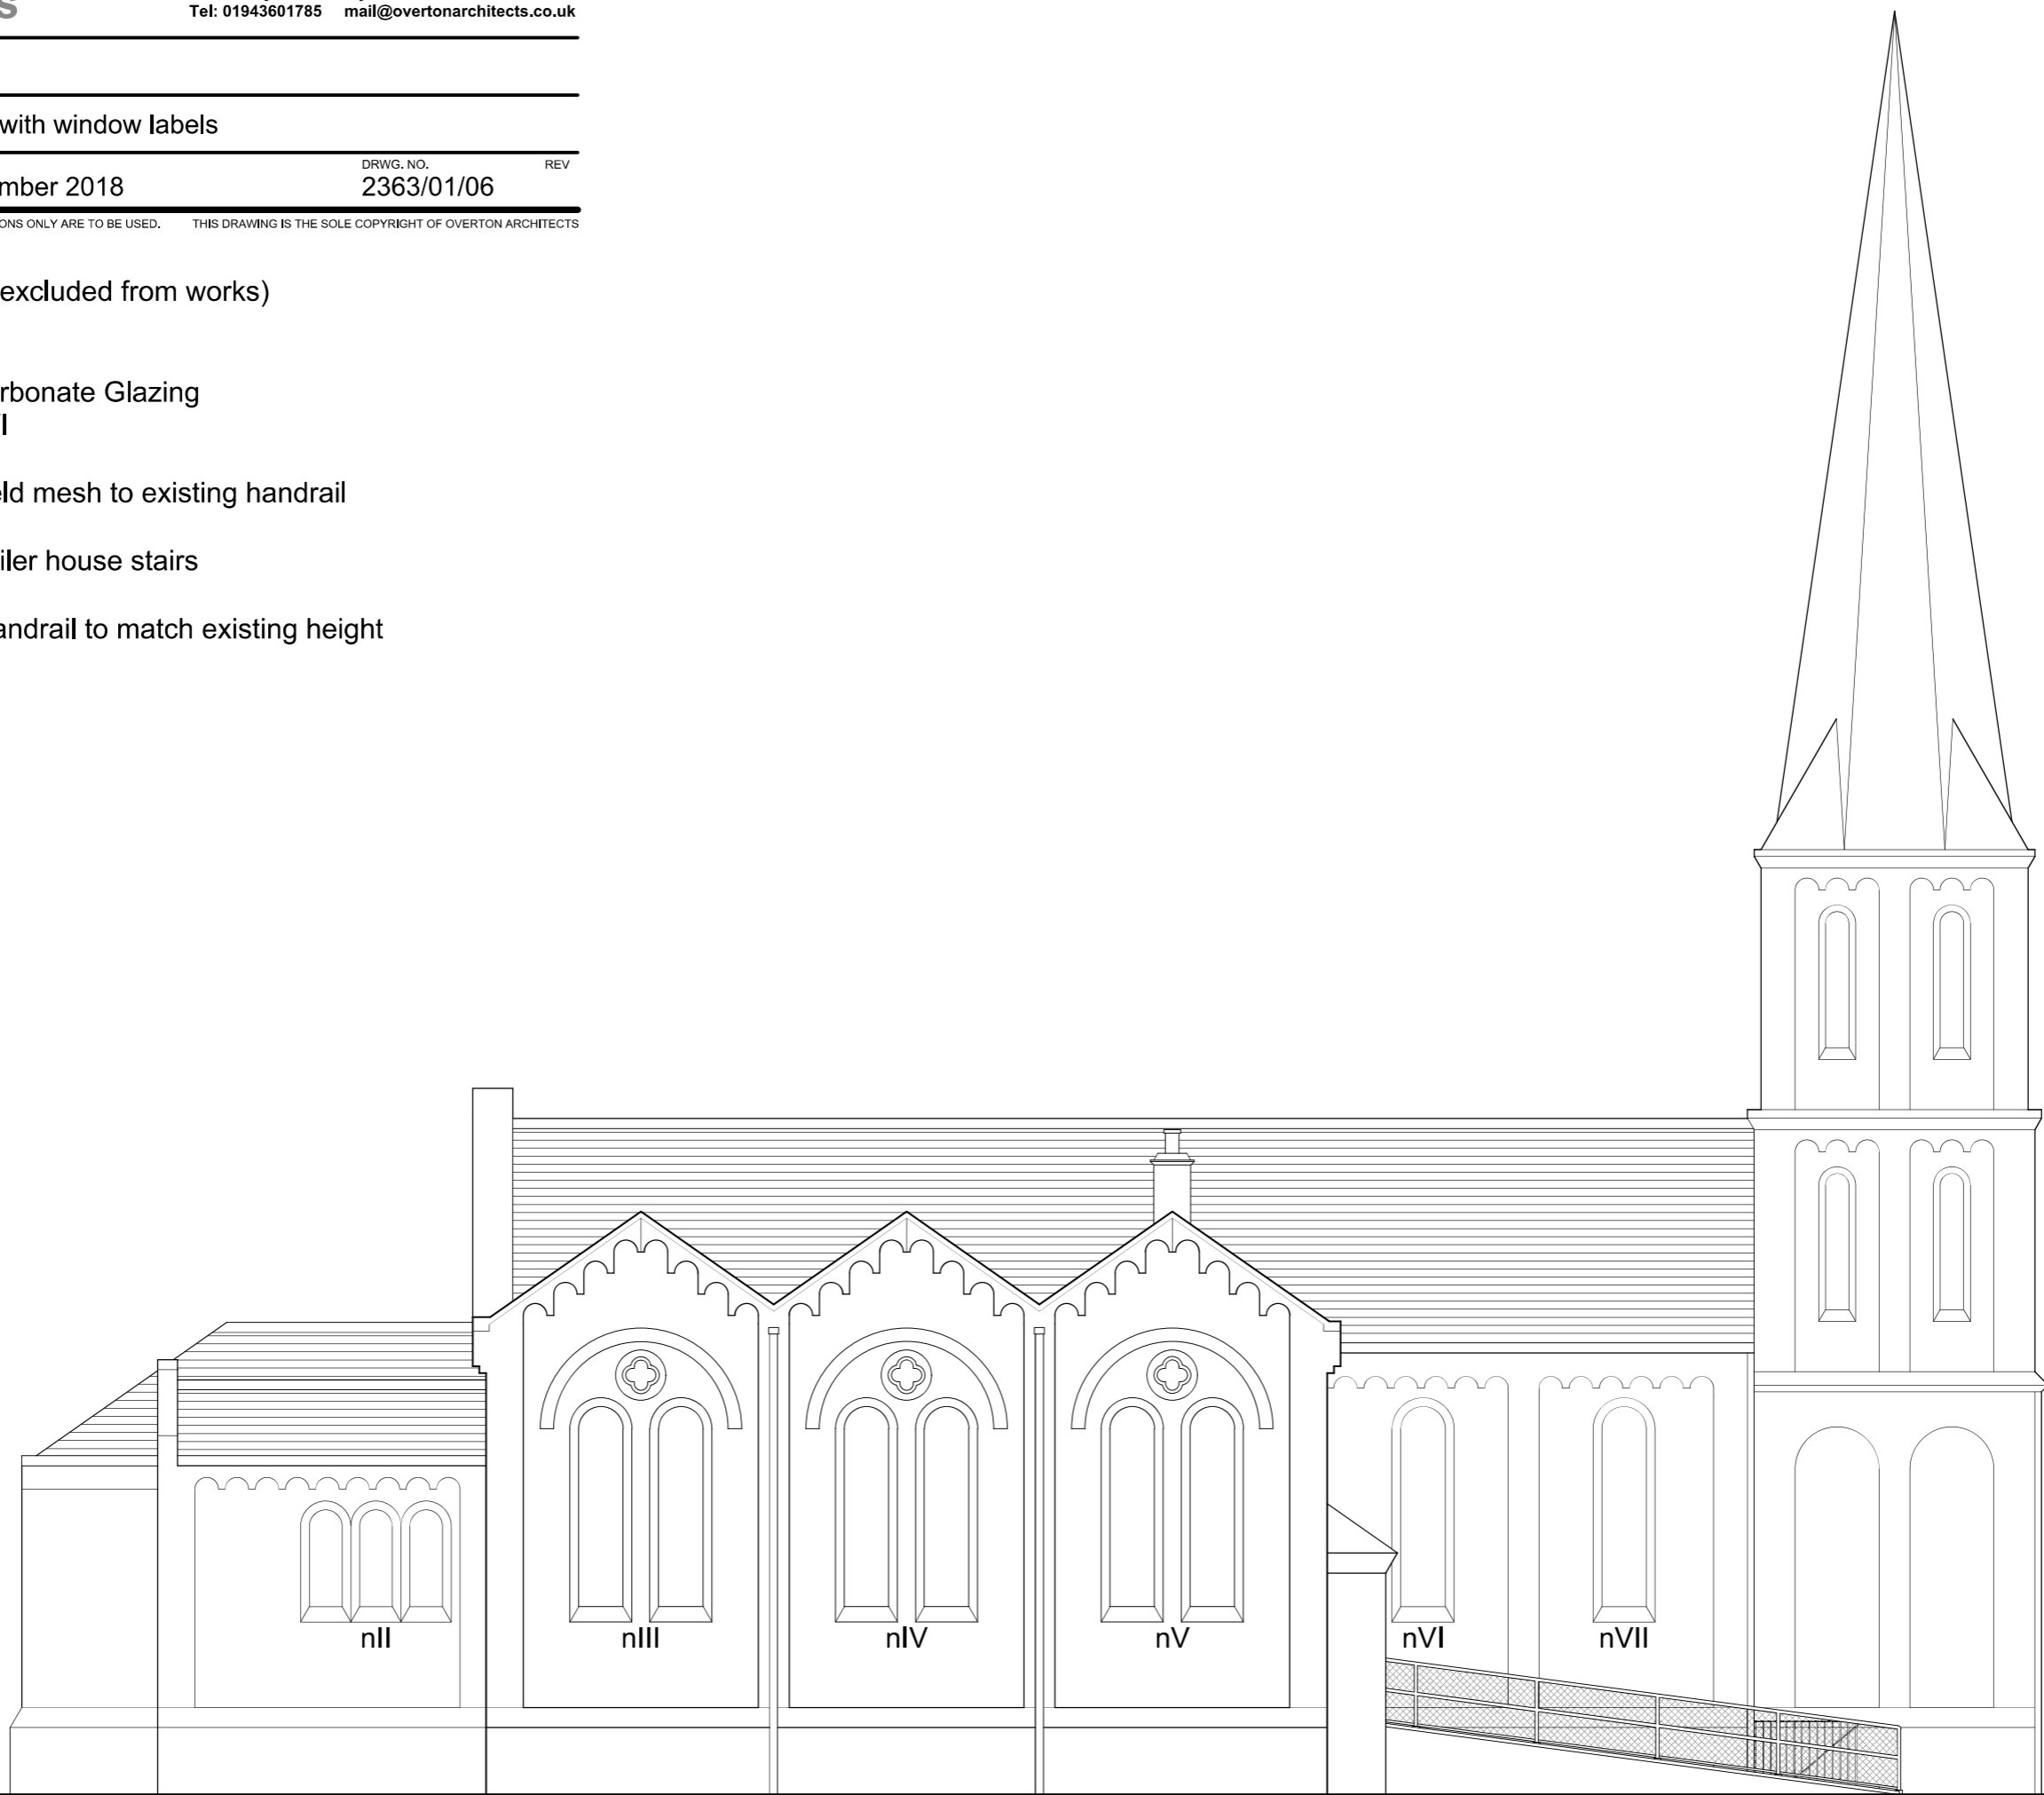 s
Tel: 01943601785 mail@overtonarchitects.co.uk
with window labels
DRWG. NO. REV
mber 2018 2363/01/06
ONS ONLY ARE TO BE USED. THIS DRAWING IS THE SOLE COPYRIGHT OF OVERTON ARCHITECTS
excluded from works)
rbonate Glazing
I
eld mesh to existing handrail
iler house stairs
andrail to match existing height
nII nIII nIV nV nVI nVII